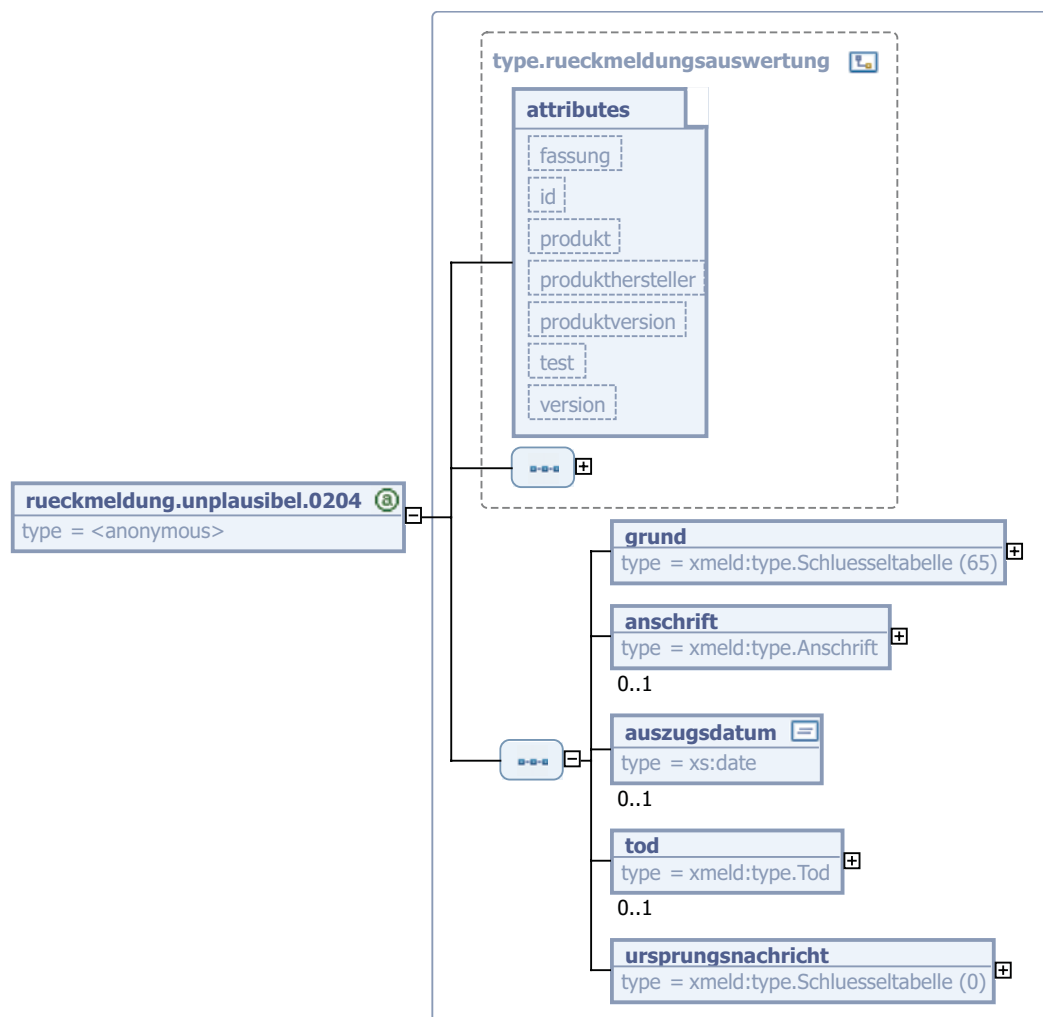 type.rueckmeldungsauswertung
attributes
fassung
id
produkt
produkthersteller
produktversion
test
version
rueckmeldung.unplausibel.0204 a
type = <anonymous>
grund
type = xmeld:type.Schluesseltabelle (65)
anschrift
type = xmeld:type.Anschrift
0..1
auszugsdatum
type = xs:date
0..1
tod
type = xmeld:type.Tod
0..1
ursprungsnachricht
type = xmeld:type.Schluesseltabelle (0)